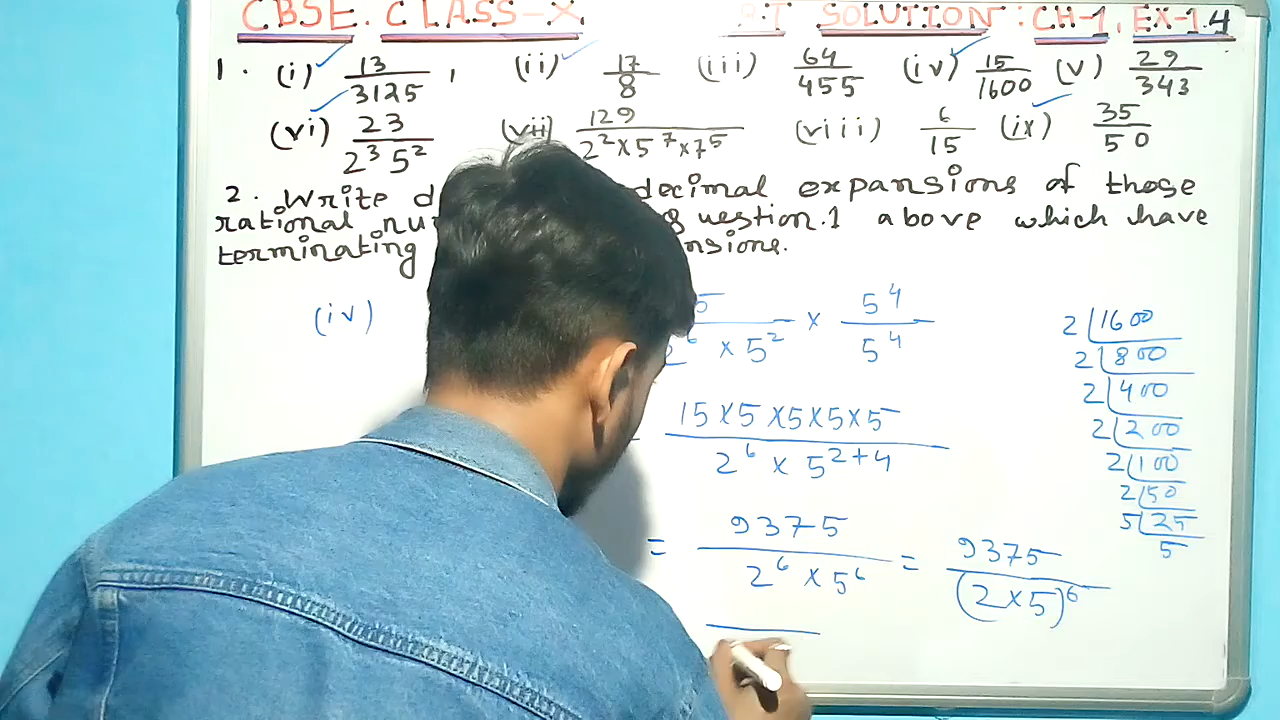 CBSE. CLASS-X SOLUTION: CH-1, EX-1.4
1. (i) 13/3125, (ii) 17/8 (iii) 64/455 (iv) 15/1600 (v) 29/343
(vi) 23/2³ 5² (vii) 129/2²×5⁷×7⁵ (viii) 6/15 (ix) 35/50
2. Write decimal expansions of those
rational question.1 above which have
terminating
(iv) × 5⁴/5⁴
× 5²
15×5×5×5×5/2⁶ × 5²⁺⁴
= 9375/2⁶ × 5⁶ = 9375/(2×5)⁶
2 1600
2 800
2 400
2 200
2 100
2 50
5 25
5